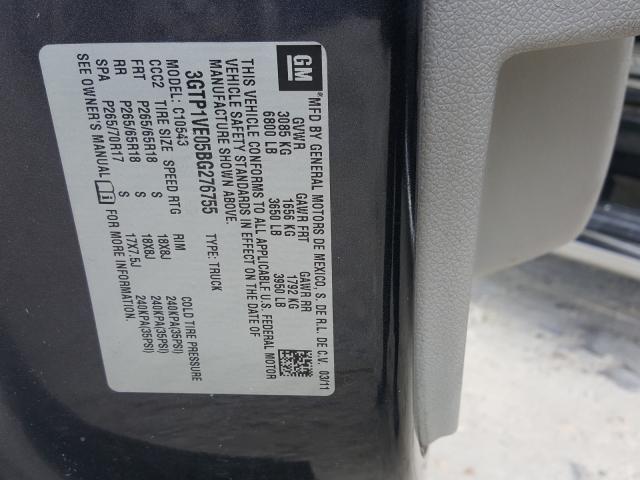 GM
MFD BY GENERAL MOTORS DE MEXICO, S. DE R.L. DE C.V. 03/11
GVWR GAWR FRT GAWR RR
3085 KG 1656 KG 1792 KG
6800 LB 3650 LB 3950 LB
THIS VEHICLE CONFORMS TO ALL APPLICABLE U.S. FEDERAL MOTOR
VEHICLE SAFETY STANDARDS IN EFFECT ON THE DATE OF
MANUFACTURE SHOWN ABOVE.
3GTP1VE05BG276755 TYPE: TRUCK
MODEL: C10543
CCC2 TIRE SIZE SPEED RTG RIM COLD TIRE PRESSURE
FRT P265/65R18 S 18X8J 240KPA(35PSI)
RR P265/65R18 S 18X8J 240KPA(35PSI)
SPA P265/70R17 S 17X7.5J 240KPA(35PSI)
SEE OWNER'S MANUAL i FOR MORE INFORMATION.